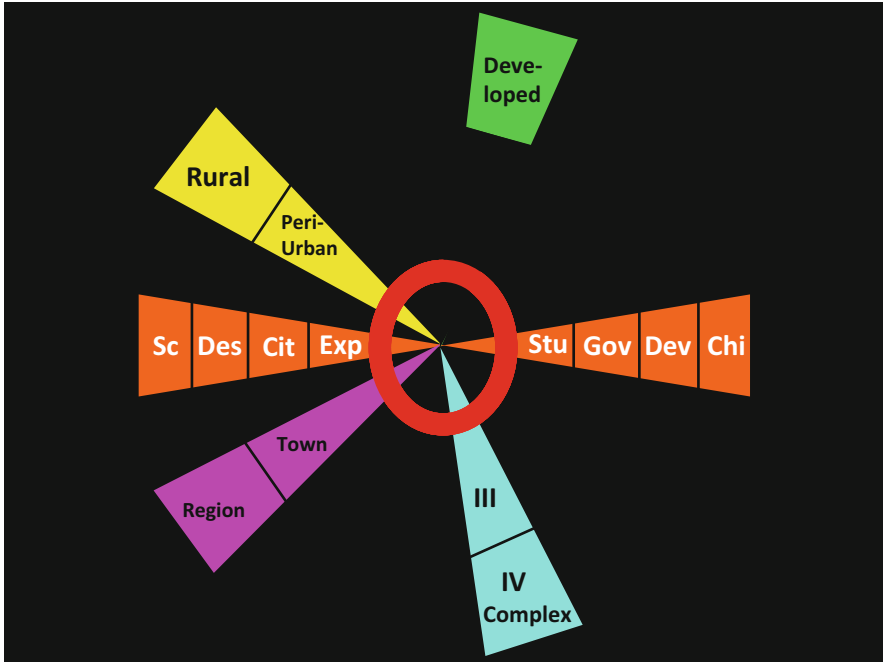 Deve-
loped
Rural
Peri-
Urban
Sc Des Cit Exp Stu Gov Dev Chi
Town
Region
III
IV
Complex